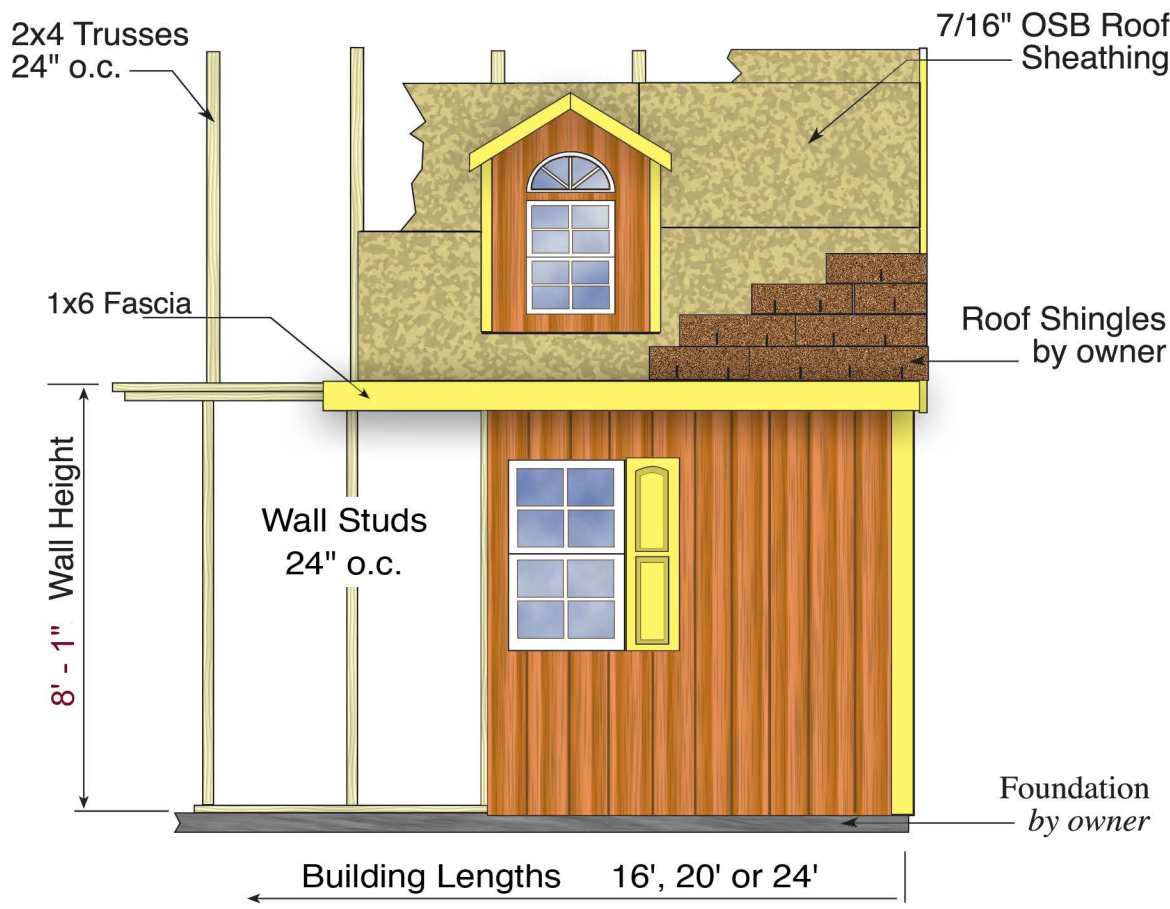 2x4 Trusses
24" o.c.
7/16" OSB Roof
Sheathing
1x6 Fascia
Roof Shingles
by owner
8' - 1" Wall Height
Wall Studs
24" o.c.
Foundation
by owner
Building Lengths 16', 20' or 24'